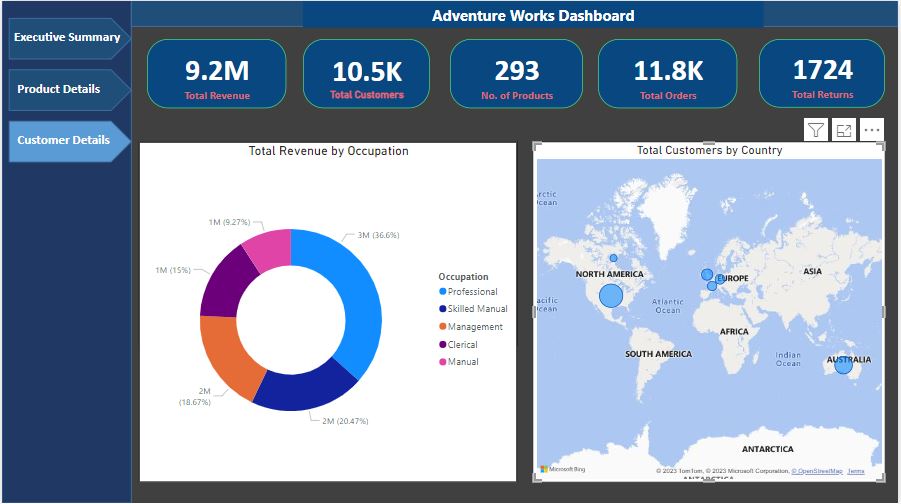 Adventure Works Dashboard
Executive Summary
Product Details
Customer Details
9.2M
Total Revenue
10.5K
Total Customers
293
No. of Products
11.8K
Total Orders
1724
Total Returns
Total Revenue by Occupation
1M (9.27%)
3M (36.6%)
1M (15%)
2M
(18.67%)
2M (20.47%)
Occupation
Professional
Skilled Manual
Management
Clerical
Manual
Total Customers by Country
Arctic
Ocean
NORTH AMERICA
EUROPE
ASIA
Pacific
Ocean
Atlantic
Ocean
AFRICA
SOUTH AMERICA
Indian
Ocean
AUSTRALIA
ANTARCTICA
Microsoft Bing
© 2023 TomTom, © 2023 Microsoft Corporation, © OpenStreetMap Terms
ANTARCTICA